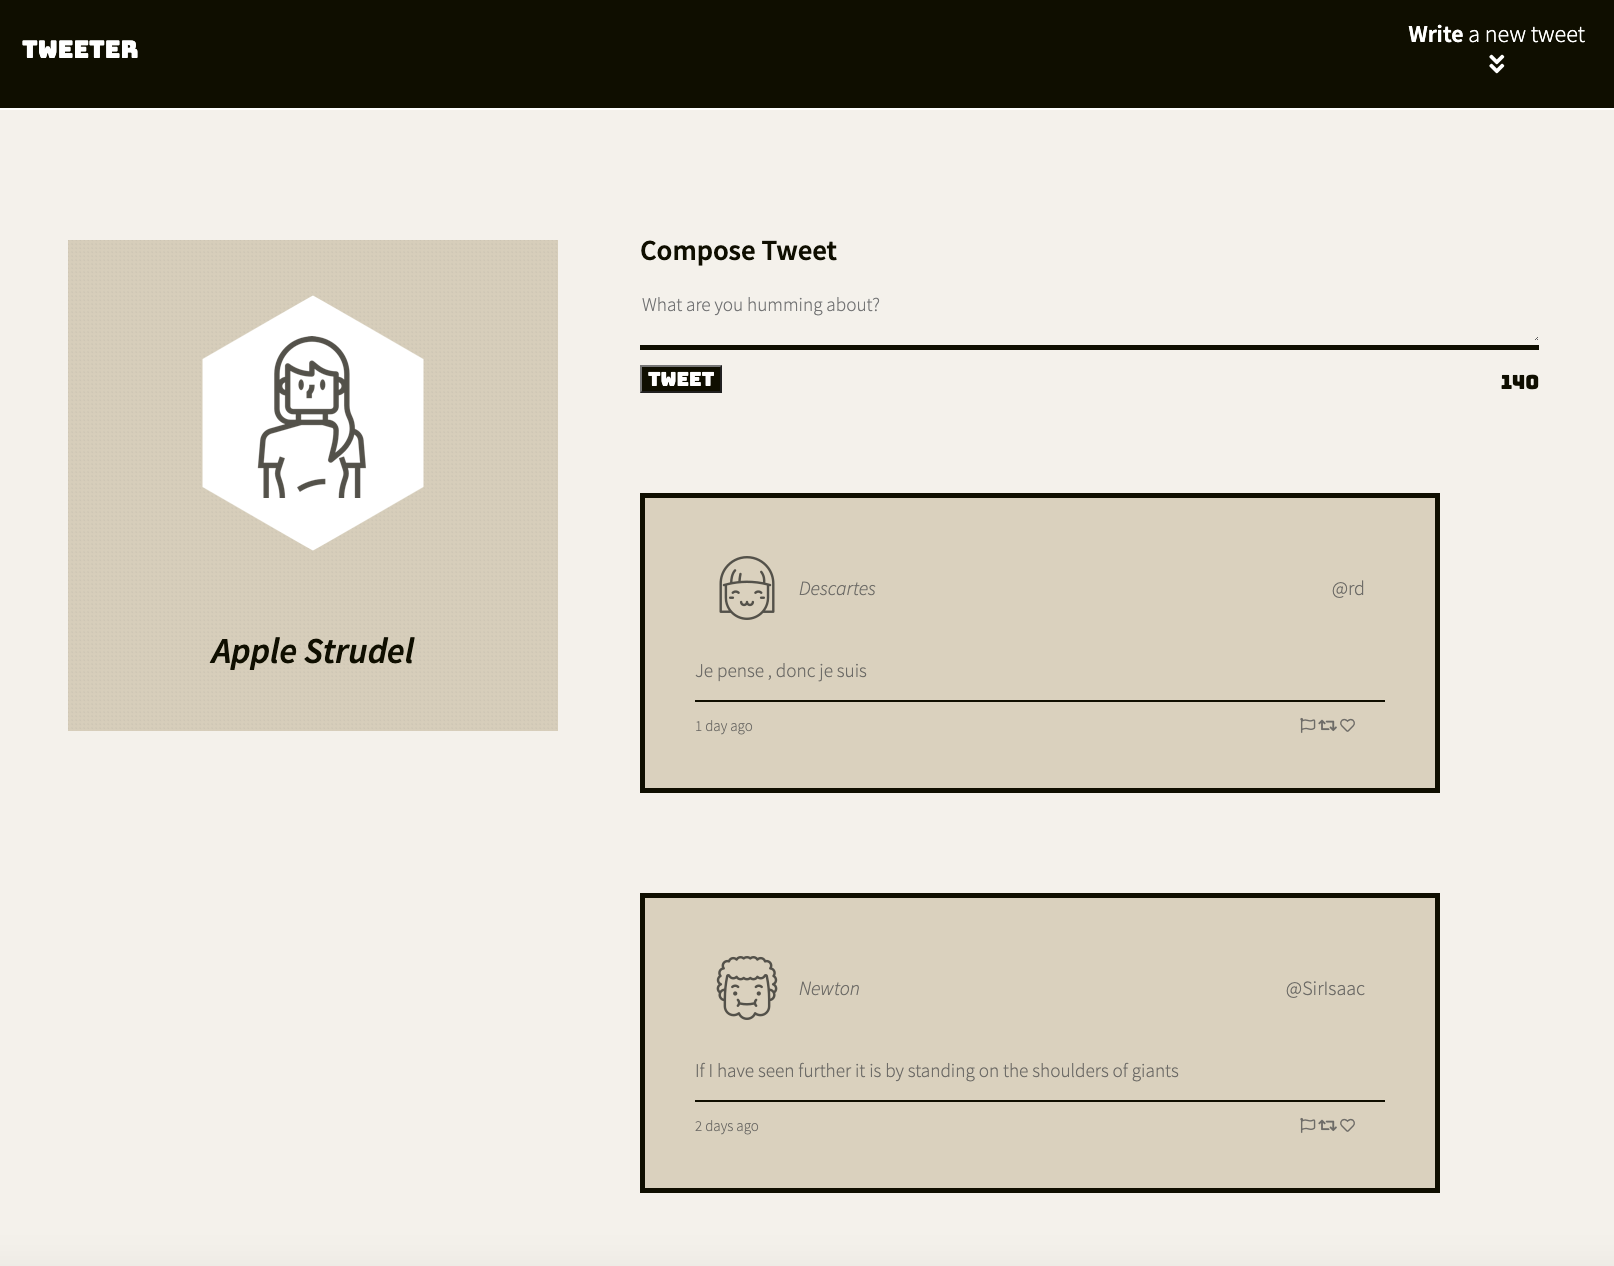 TWEETER
Write a new tweet
Apple Strudel
Compose Tweet
What are you humming about?
TWEET
140
Descartes
@rd
Je pense , donc je suis
1 day ago
Newton
@SirIsaac
If I have seen further it is by standing on the shoulders of giants
2 days ago